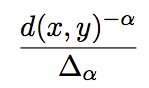 d(x, y)^{-α}
Δ_α